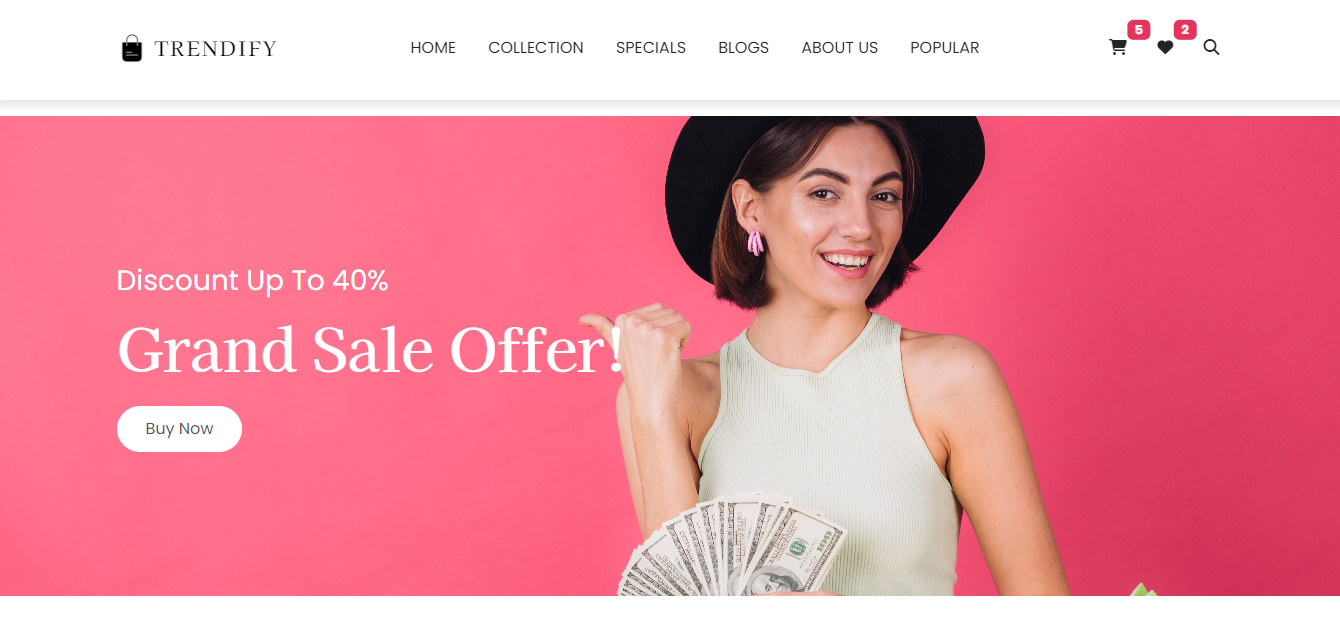 TRENDIFY
HOME COLLECTION SPECIALS BLOGS ABOUT US POPULAR
5 2
Discount Up To 40%
Grand Sale Offer!
Buy Now
100